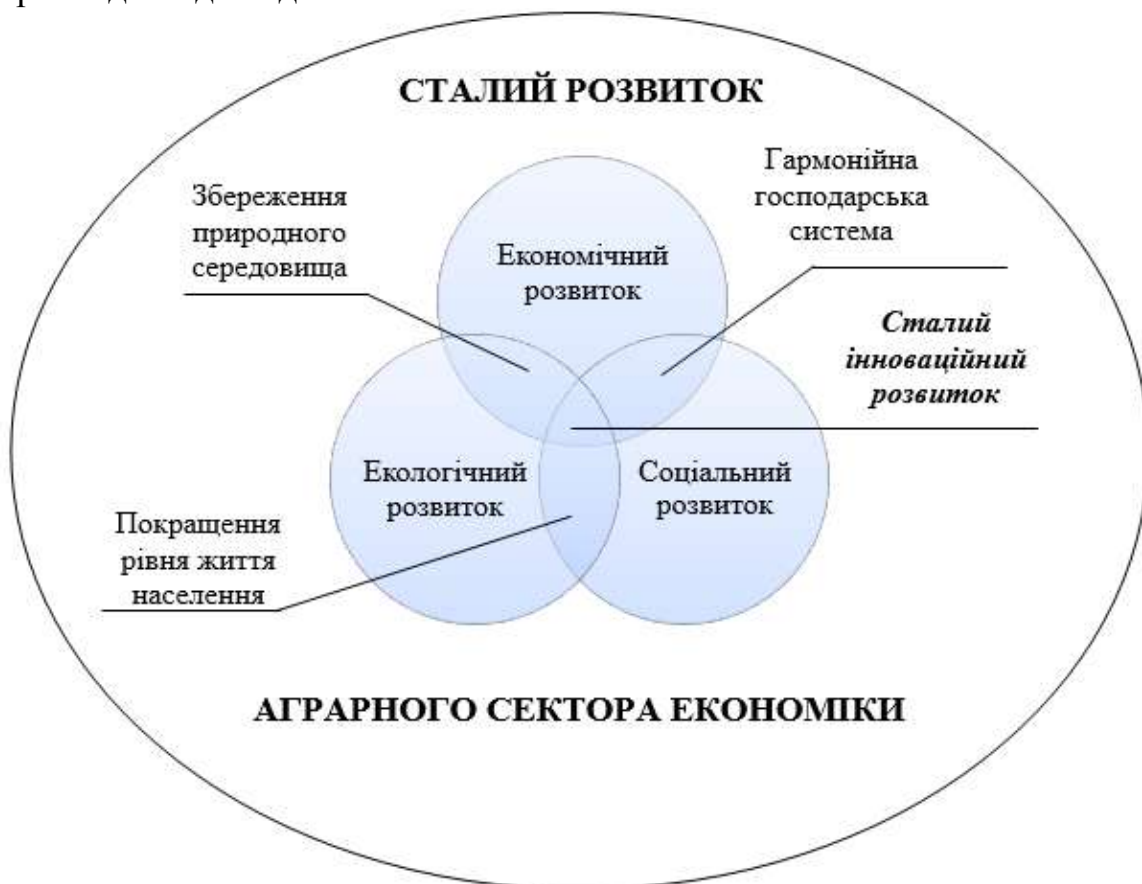 СТАЛИЙ РОЗВИТОК
Збереження
природного
середовища
Гармонійна
господарська
система
Економічний
розвиток
Сталий
інноваційний
розвиток
Екологічний
розвиток
Соціальний
розвиток
Покращення
рівня життя
населення
АГРАРНОГО СЕКТОРА ЕКОНОМІКИ